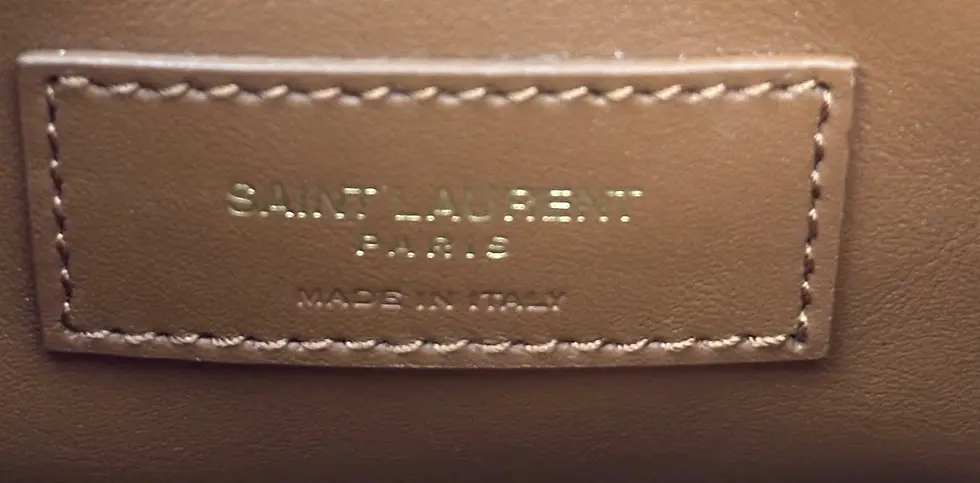 SAINT LAURENT
PARIS
MADE IN ITALY